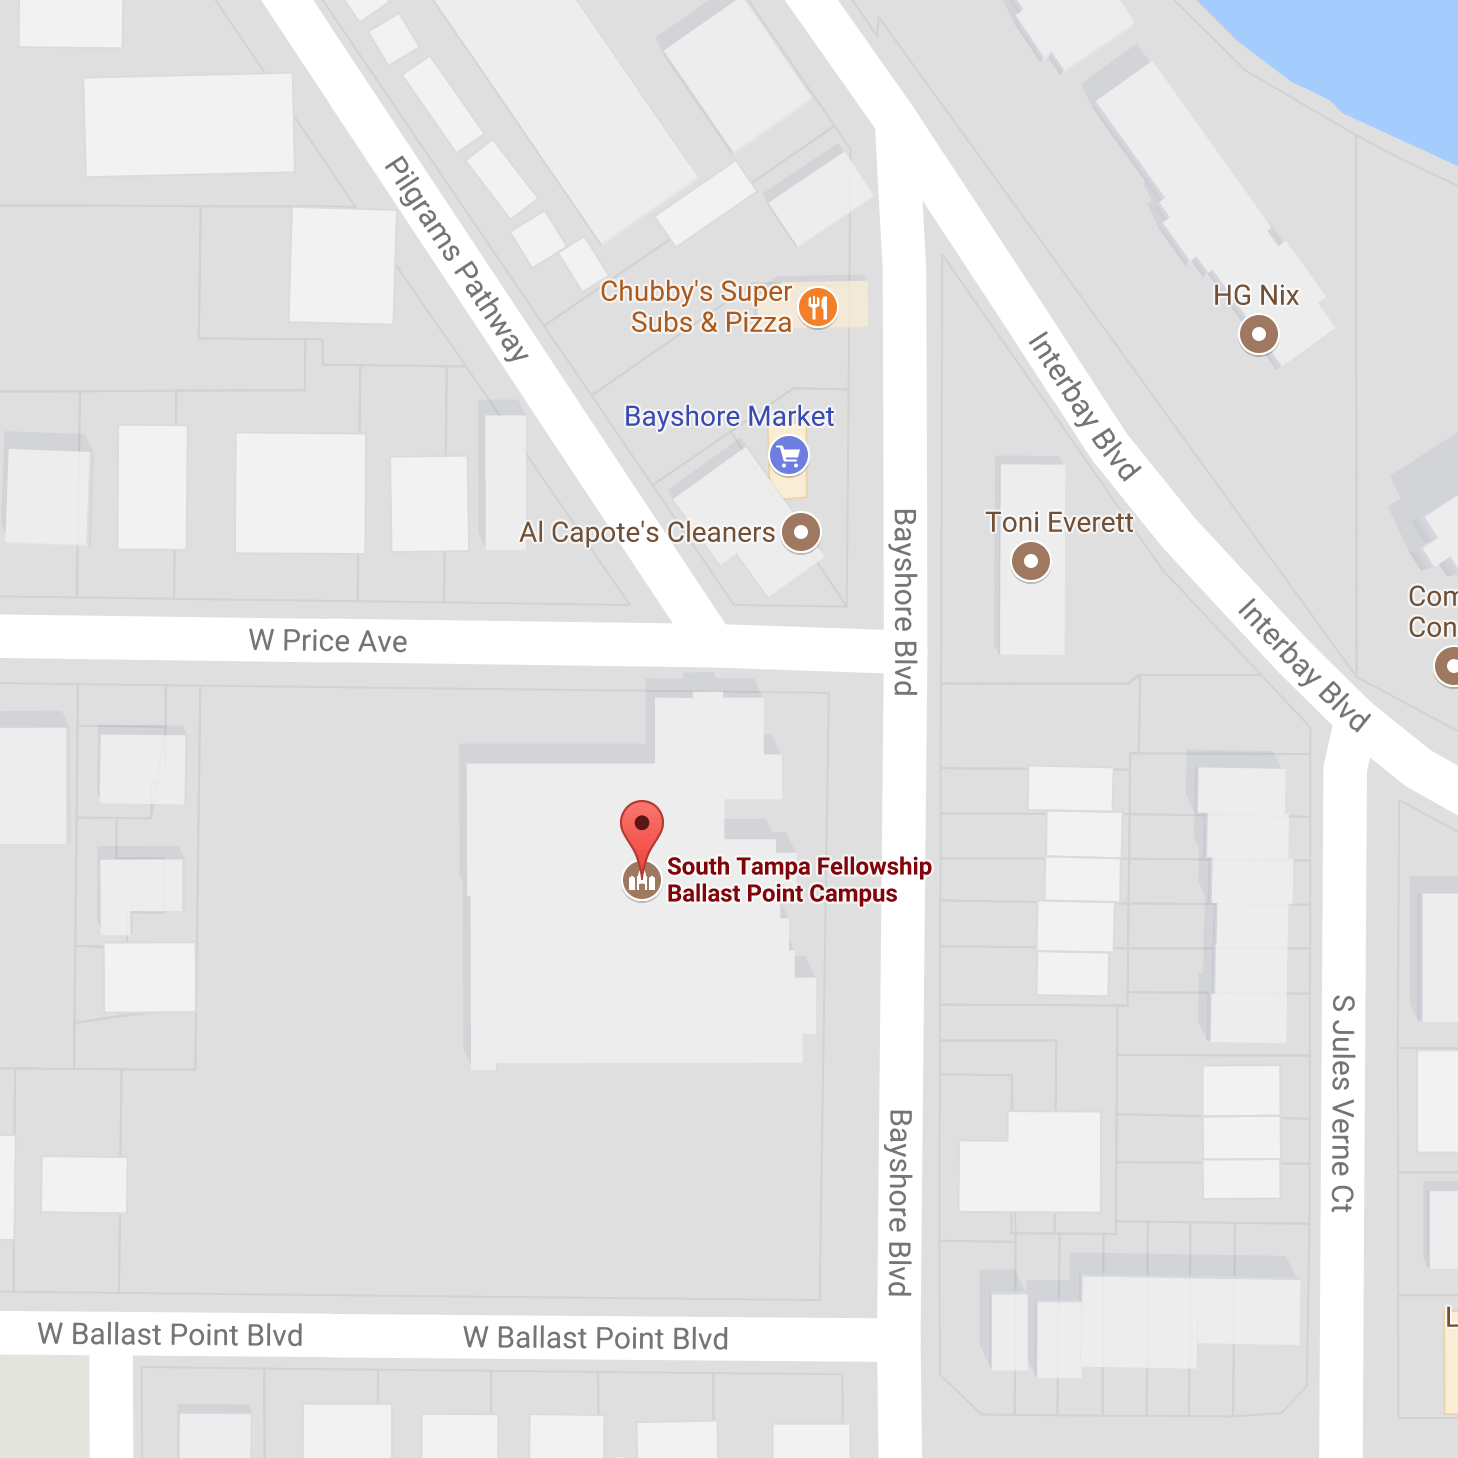 Pilgrams Pathway
Chubby's Super
Subs & Pizza
HG Nix
Interbay Blvd
Bayshore Market
Al Capote's Cleaners
Bayshore Blvd
Toni Everett
Interbay Blvd
W Price Ave
South Tampa Fellowship
Ballast Point Campus
S Jules Verne Ct
Bayshore Blvd
W Ballast Point Blvd
W Ballast Point Blvd